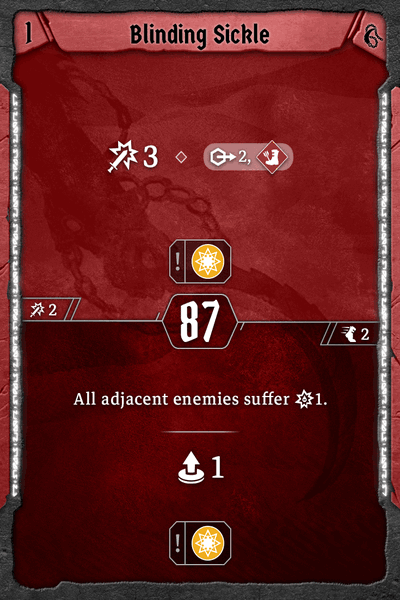 1 Blinding Sickle
3 2,
!
2 87 2
All adjacent enemies suffer 1.
1
!